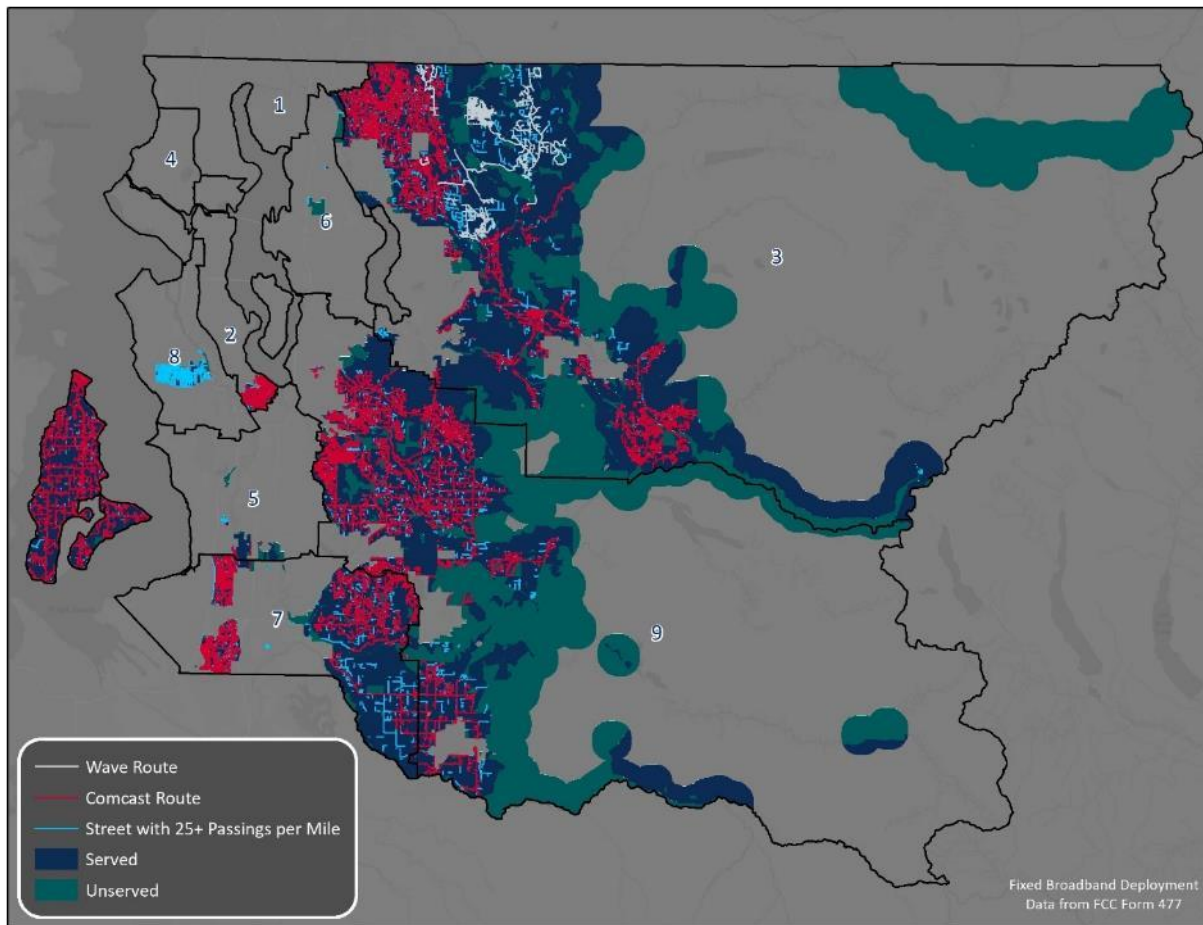 1
4
6
3
2
8
5
7
9
Wave Route
Comcast Route
Street with 25+ Passings per Mile
Served
Unserved
Fixed Broadband Deployment
Data from FCC Form 477